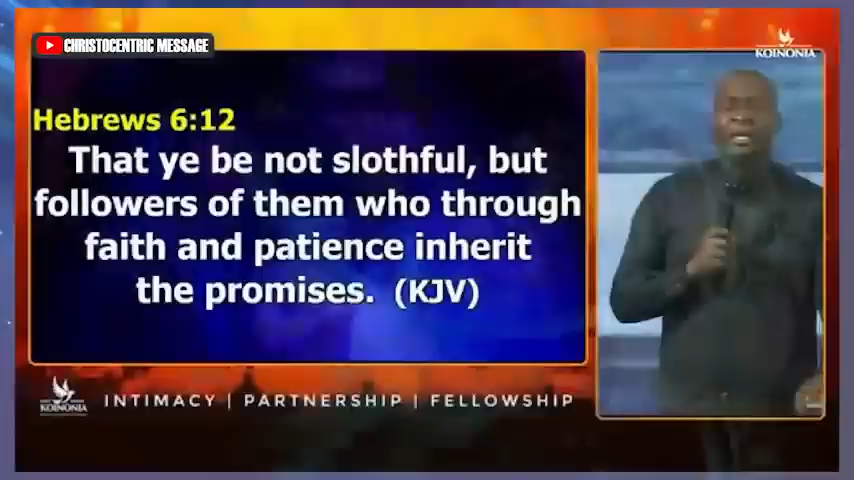 CHRISTOCENTRIC MESSAGE
KOINONIA
Hebrews 6:12
That ye be not slothful, but
followers of them who through
faith and patience inherit
the promises. (KJV)
KOINONIA
INTIMACY | PARTNERSHIP | FELLOWSHIP